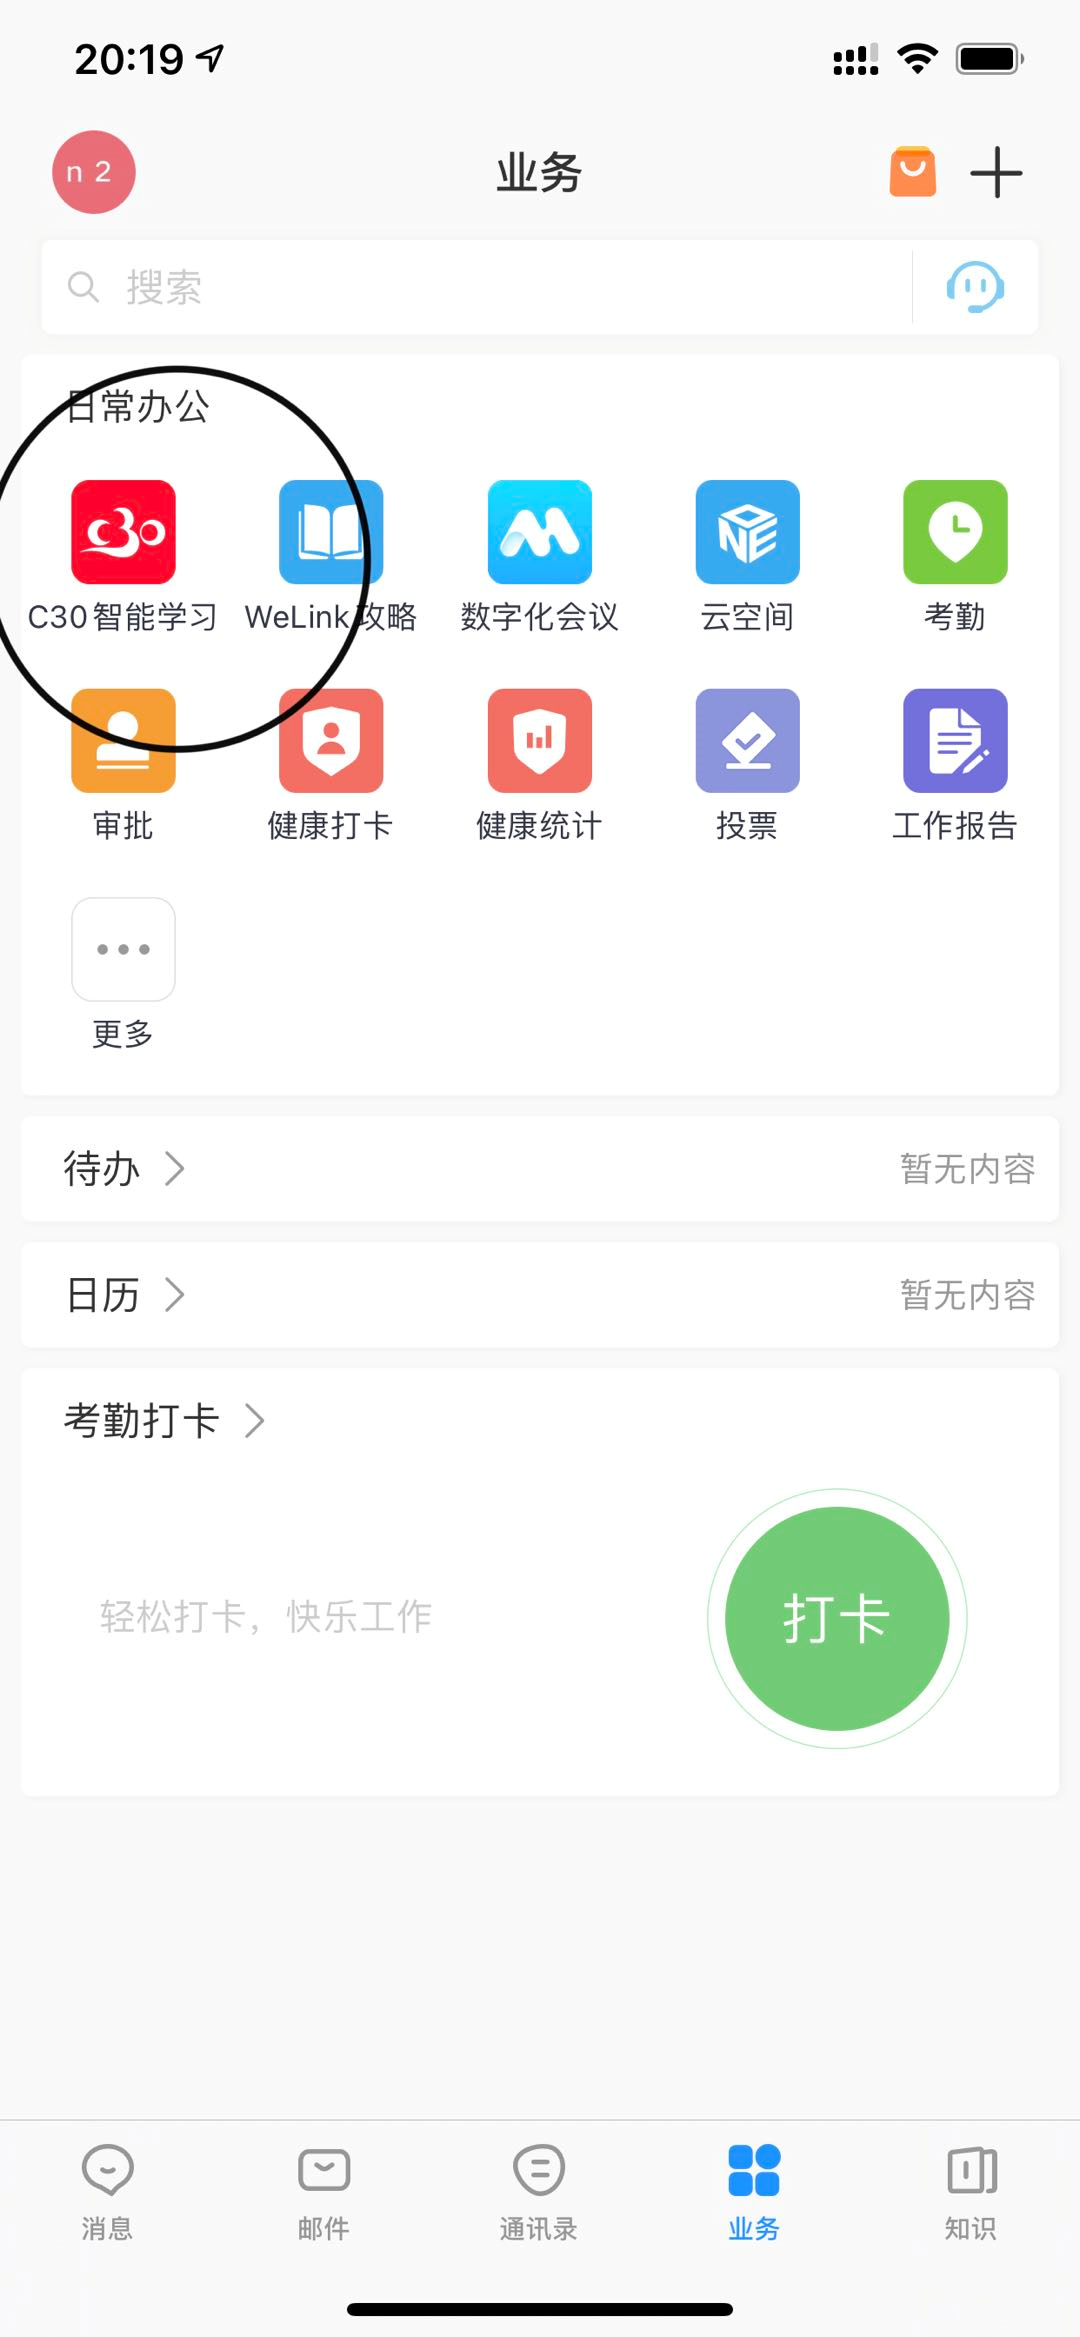 20:19
n 2
业务
搜索
日常办公
C30
ONE
C30智能学习
WeLink攻略
数字化会议
云空间
考勤
审批
健康打卡
健康统计
投票
工作报告
更多
待办
暂无内容
日历
暂无内容
考勤打卡
轻松打卡，快乐工作
打卡
消息
邮件
通讯录
业务
知识